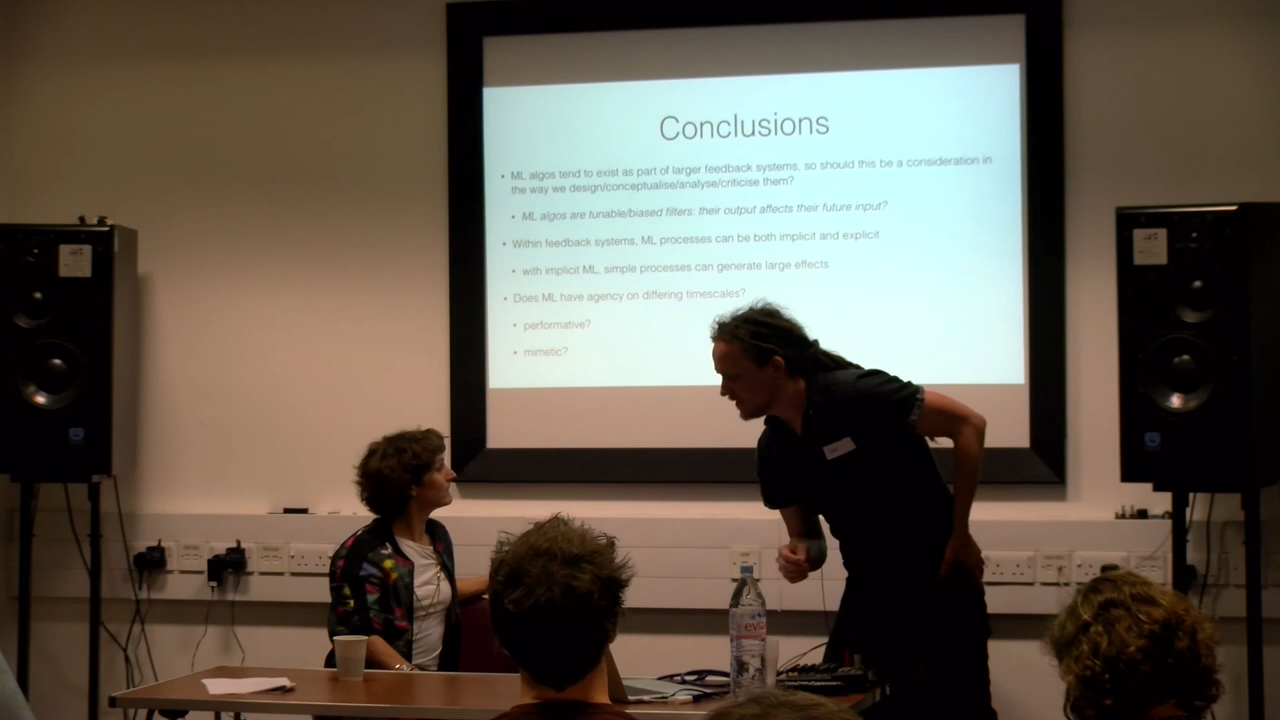 Conclusions
• ML algos tend to exist as part of larger feedback systems, so should this be a consideration in
the way we design/conceptualise/analyse/criticise them?
• ML algos are tunable/biased filters: their output affects their future input?
• Within feedback systems, ML processes can be both implicit and explicit
• with implicit ML, simple processes can generate large effects
• Does ML have agency on differing timescales?
• performative?
• mimetic?
evian